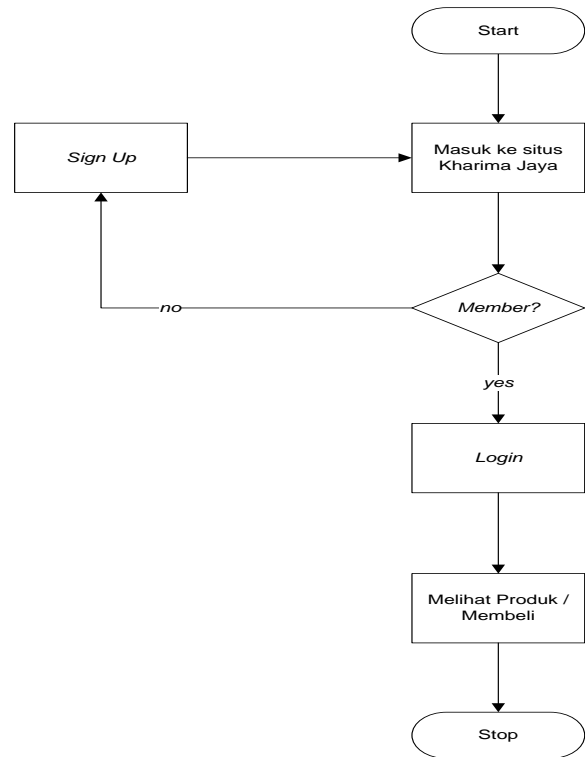 Start
Sign Up
Masuk ke situs
Kharima Jaya
Member?
no
yes
Login
Melihat Produk /
Membeli
Stop